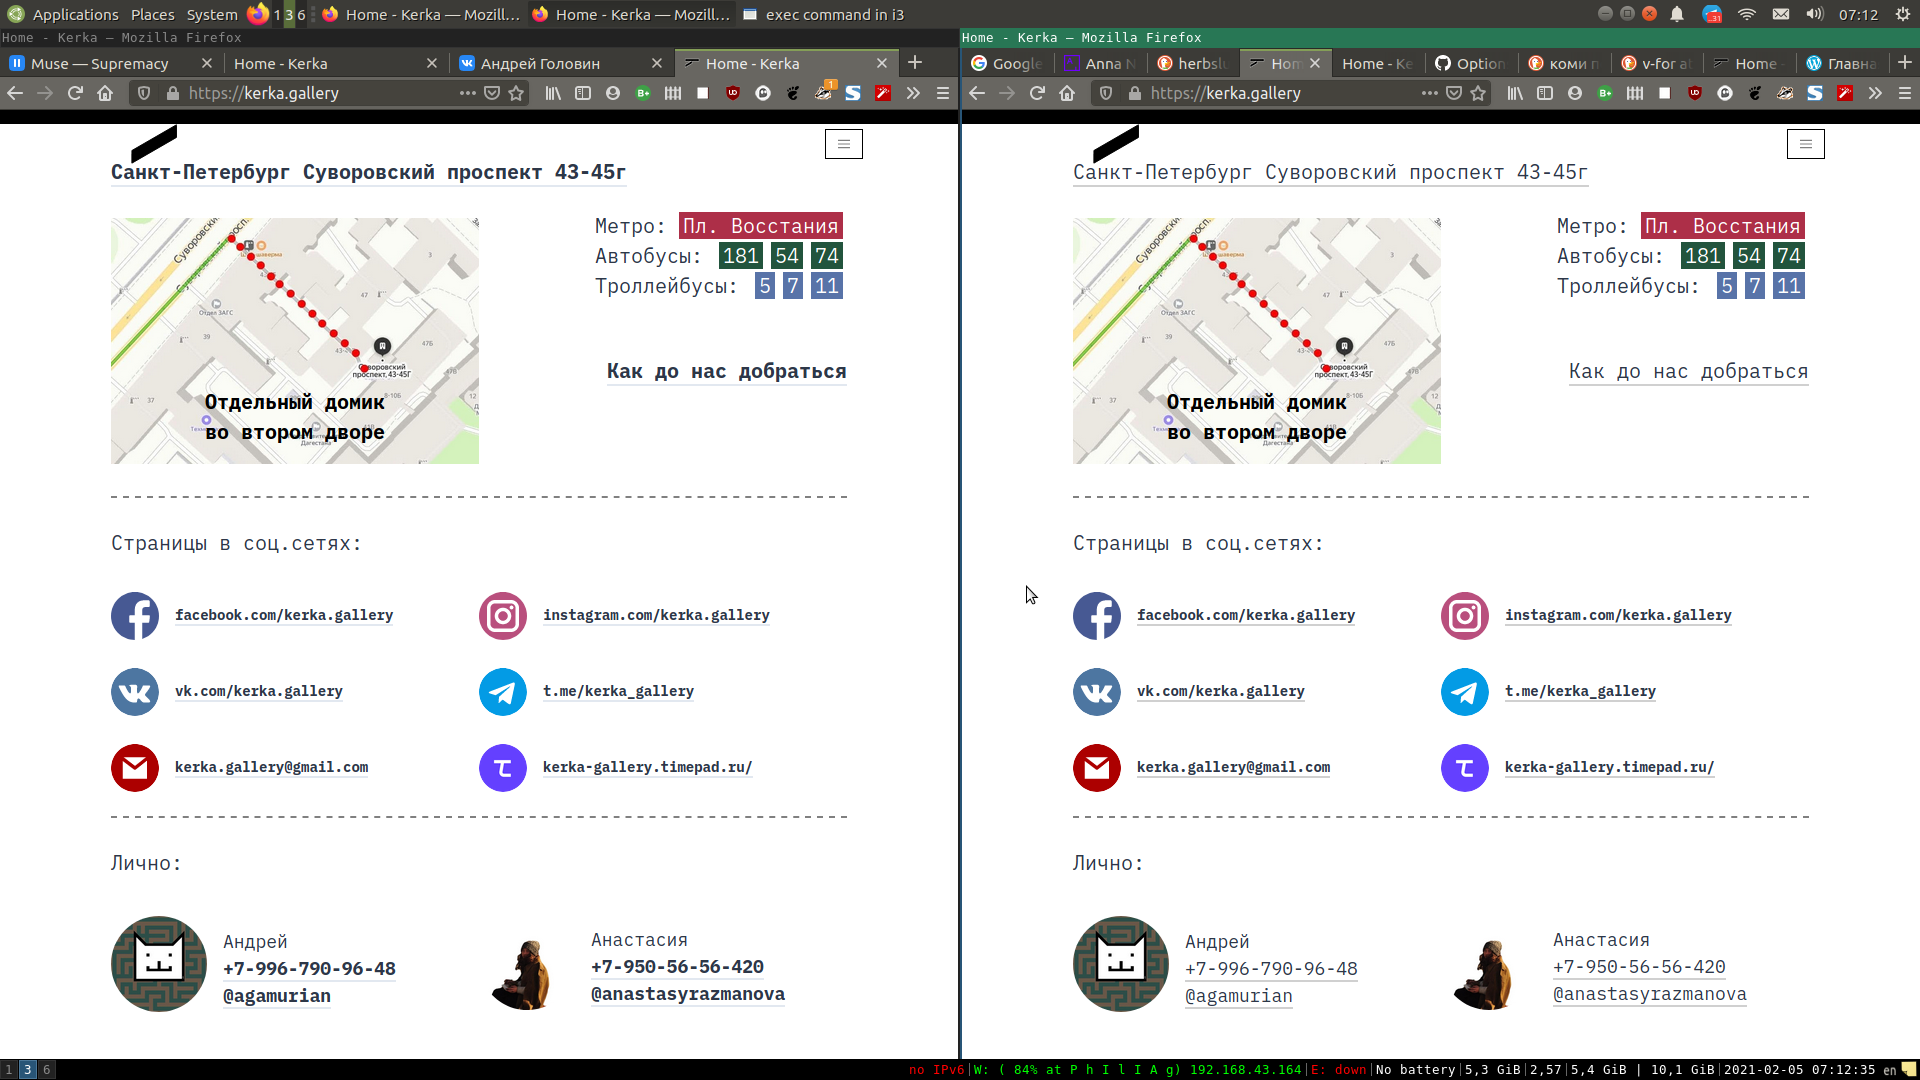 Applications Places System 1 3 6 Home - Kerka — Mozill... Home - Kerka — Mozill... exec command in i3 31 07:12
Home - Kerka — Mozilla Firefox
Muse — Supremacy Home - Kerka Андрей Головин Home - Kerka
https://kerka.gallery
Санкт-Петербург Суворовский проспект 43-45г
Метро: Пл. Восстания
Автобусы: 181 54 74
Троллейбусы: 5 7 11
Как до нас добраться
Отдельный домик
во втором дворе
Страницы в соц.сетях:
facebook.com/kerka.gallery instagram.com/kerka.gallery
vk.com/kerka.gallery t.me/kerka_gallery
kerka.gallery@gmail.com kerka-gallery.timepad.ru/
Лично:
Андрей
+7-996-790-96-48
@agamurian
Анастасия
+7-950-56-56-420
@anastasyrazmanova
Home - Kerka — Mozilla Firefox
Google Anna N herbslu Hom Home - Ke Option коми п v-for a Home - Главна
https://kerka.gallery
Санкт-Петербург Суворовский проспект 43-45г
Метро: Пл. Восстания
Автобусы: 181 54 74
Троллейбусы: 5 7 11
Как до нас добраться
Отдельный домик
во втором дворе
Страницы в соц.сетях:
facebook.com/kerka.gallery instagram.com/kerka.gallery
vk.com/kerka.gallery t.me/kerka_gallery
kerka.gallery@gmail.com kerka-gallery.timepad.ru/
Лично:
Андрей
+7-996-790-96-48
@agamurian
Анастасия
+7-950-56-56-420
@anastasyrazmanova
1 3 6 no IPv6|W: ( 84% at P h I l I A g) 192.168.43.164|E: down|No battery|5,3 GiB|2,57|5,4 GiB | 10,1 GiB|2021-02-05 07:12:35 en